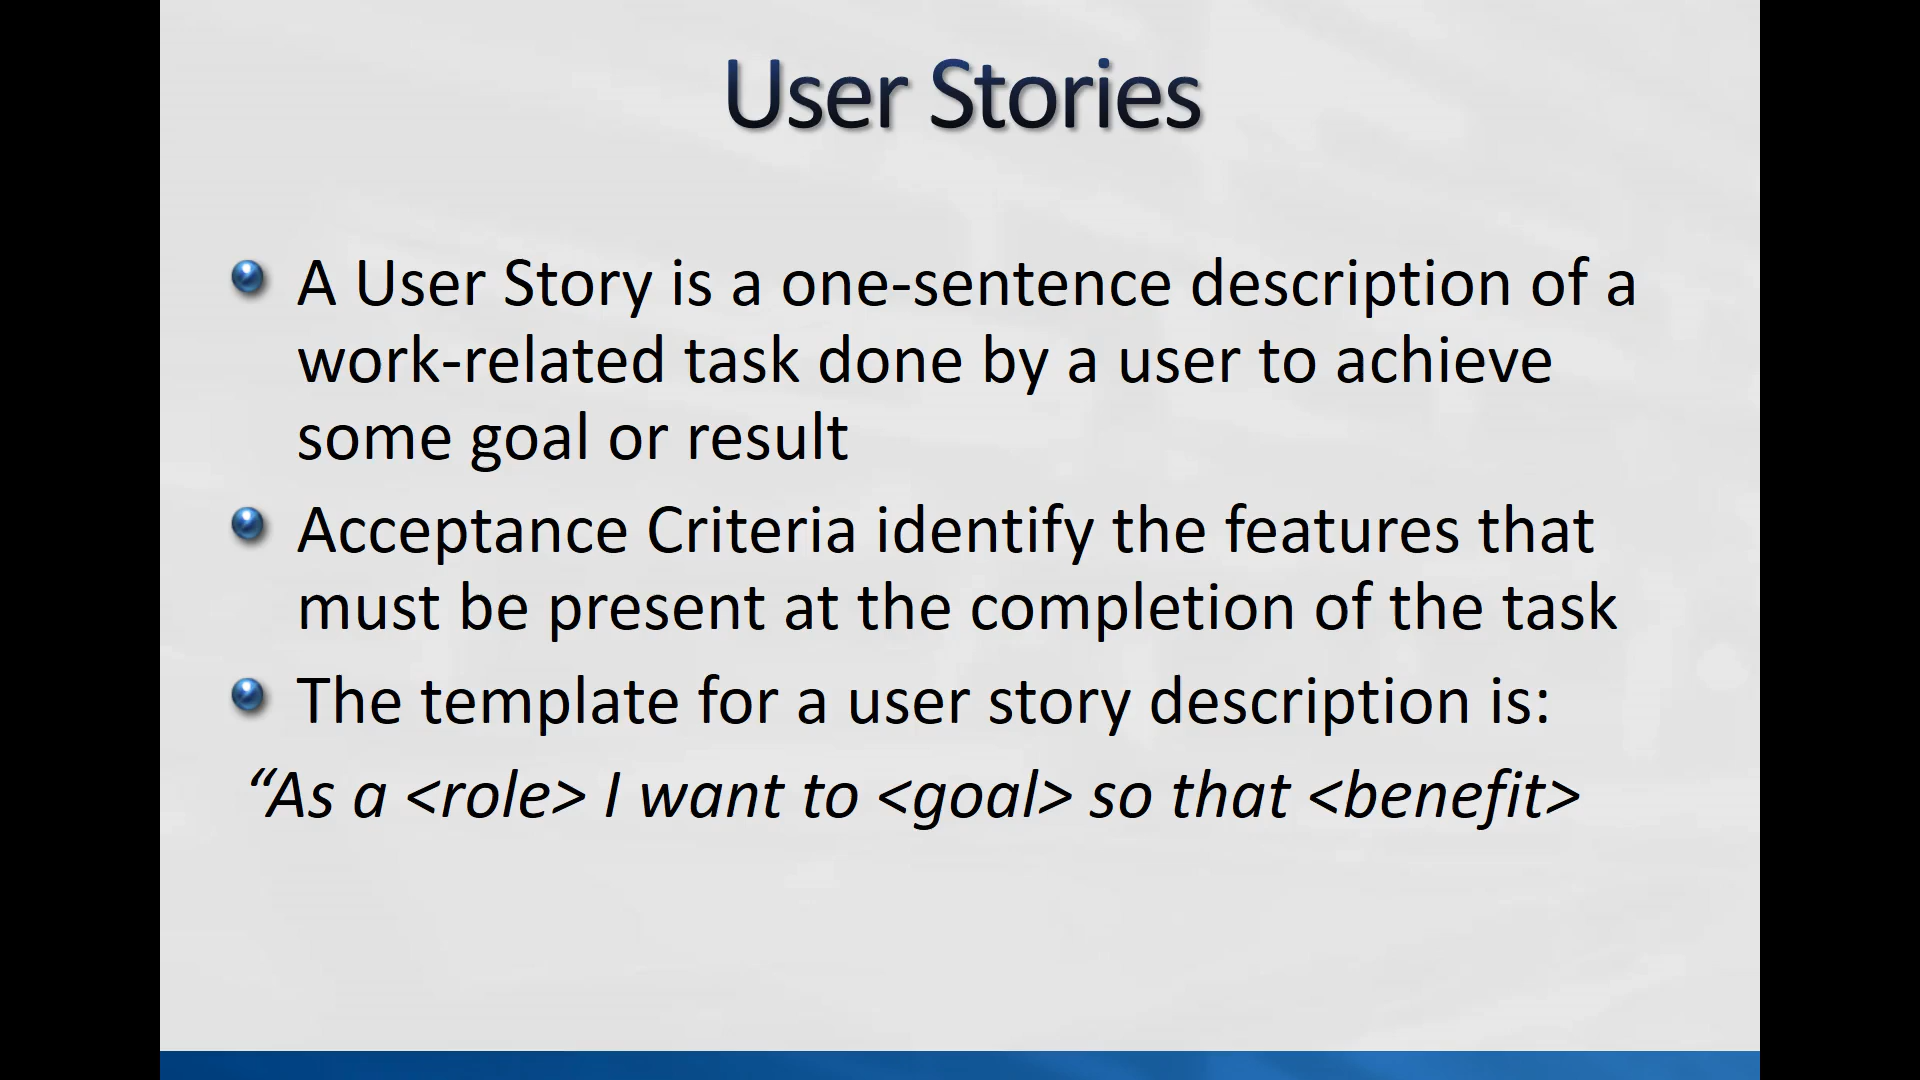 User Stories
A User Story is a one-sentence description of a
work-related task done by a user to achieve
some goal or result
Acceptance Criteria identify the features that
must be present at the completion of the task
The template for a user story description is:
“As a <role> I want to <goal> so that <benefit>